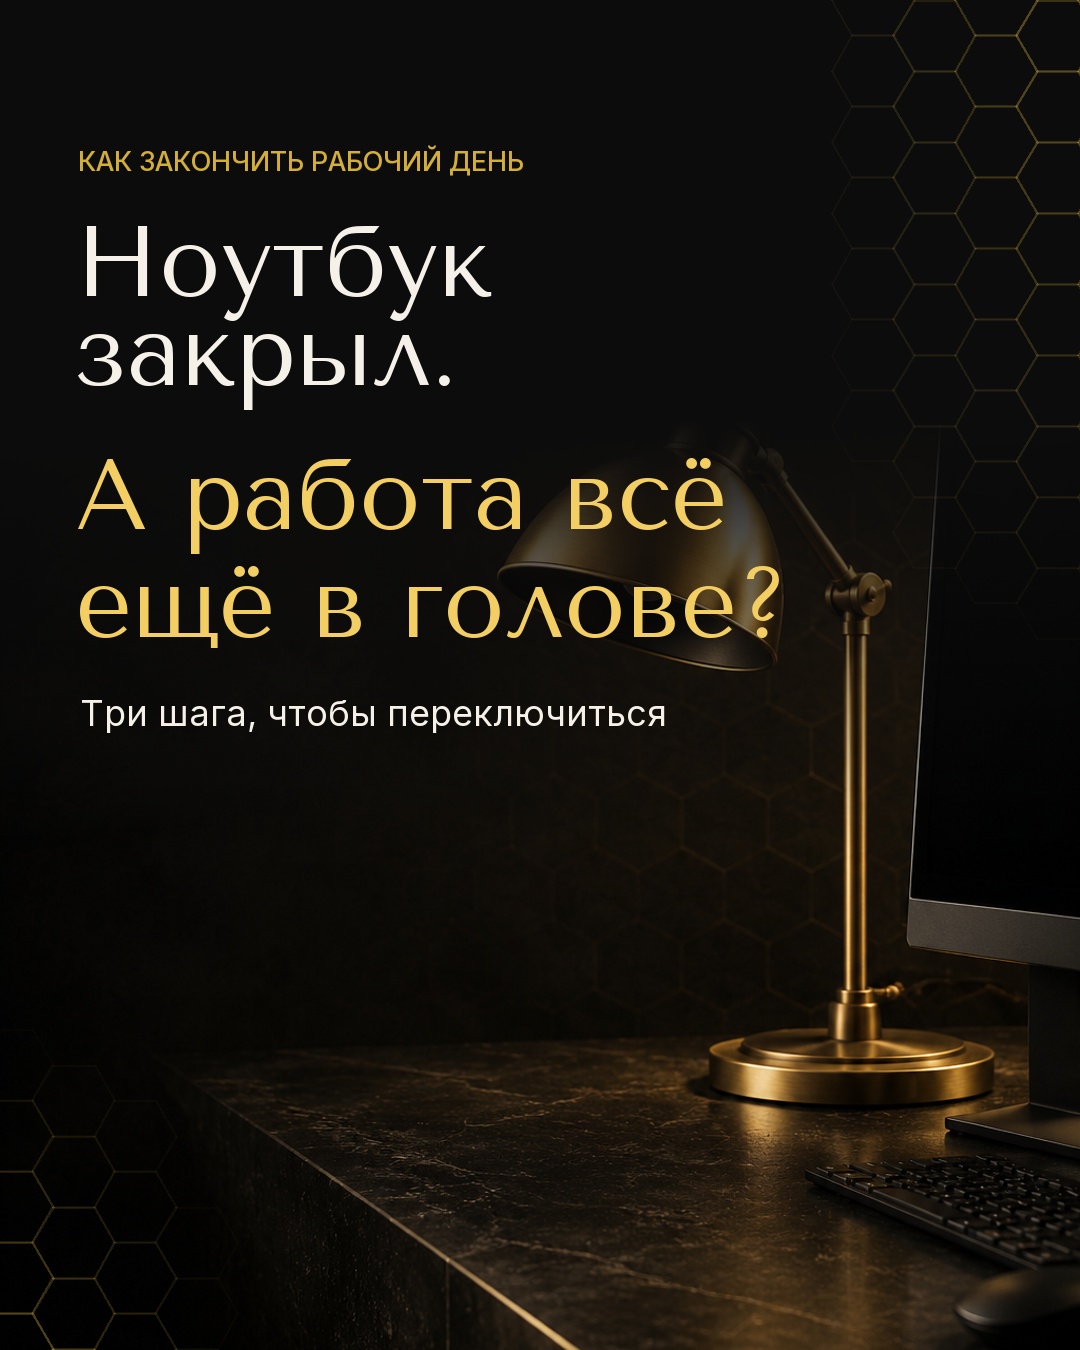 КАК ЗАКОНЧИТЬ РАБОЧИЙ ДЕНЬ
Ноутбук
закрыл.
А работа всё
ещё в голове?
Три шага, чтобы переключиться